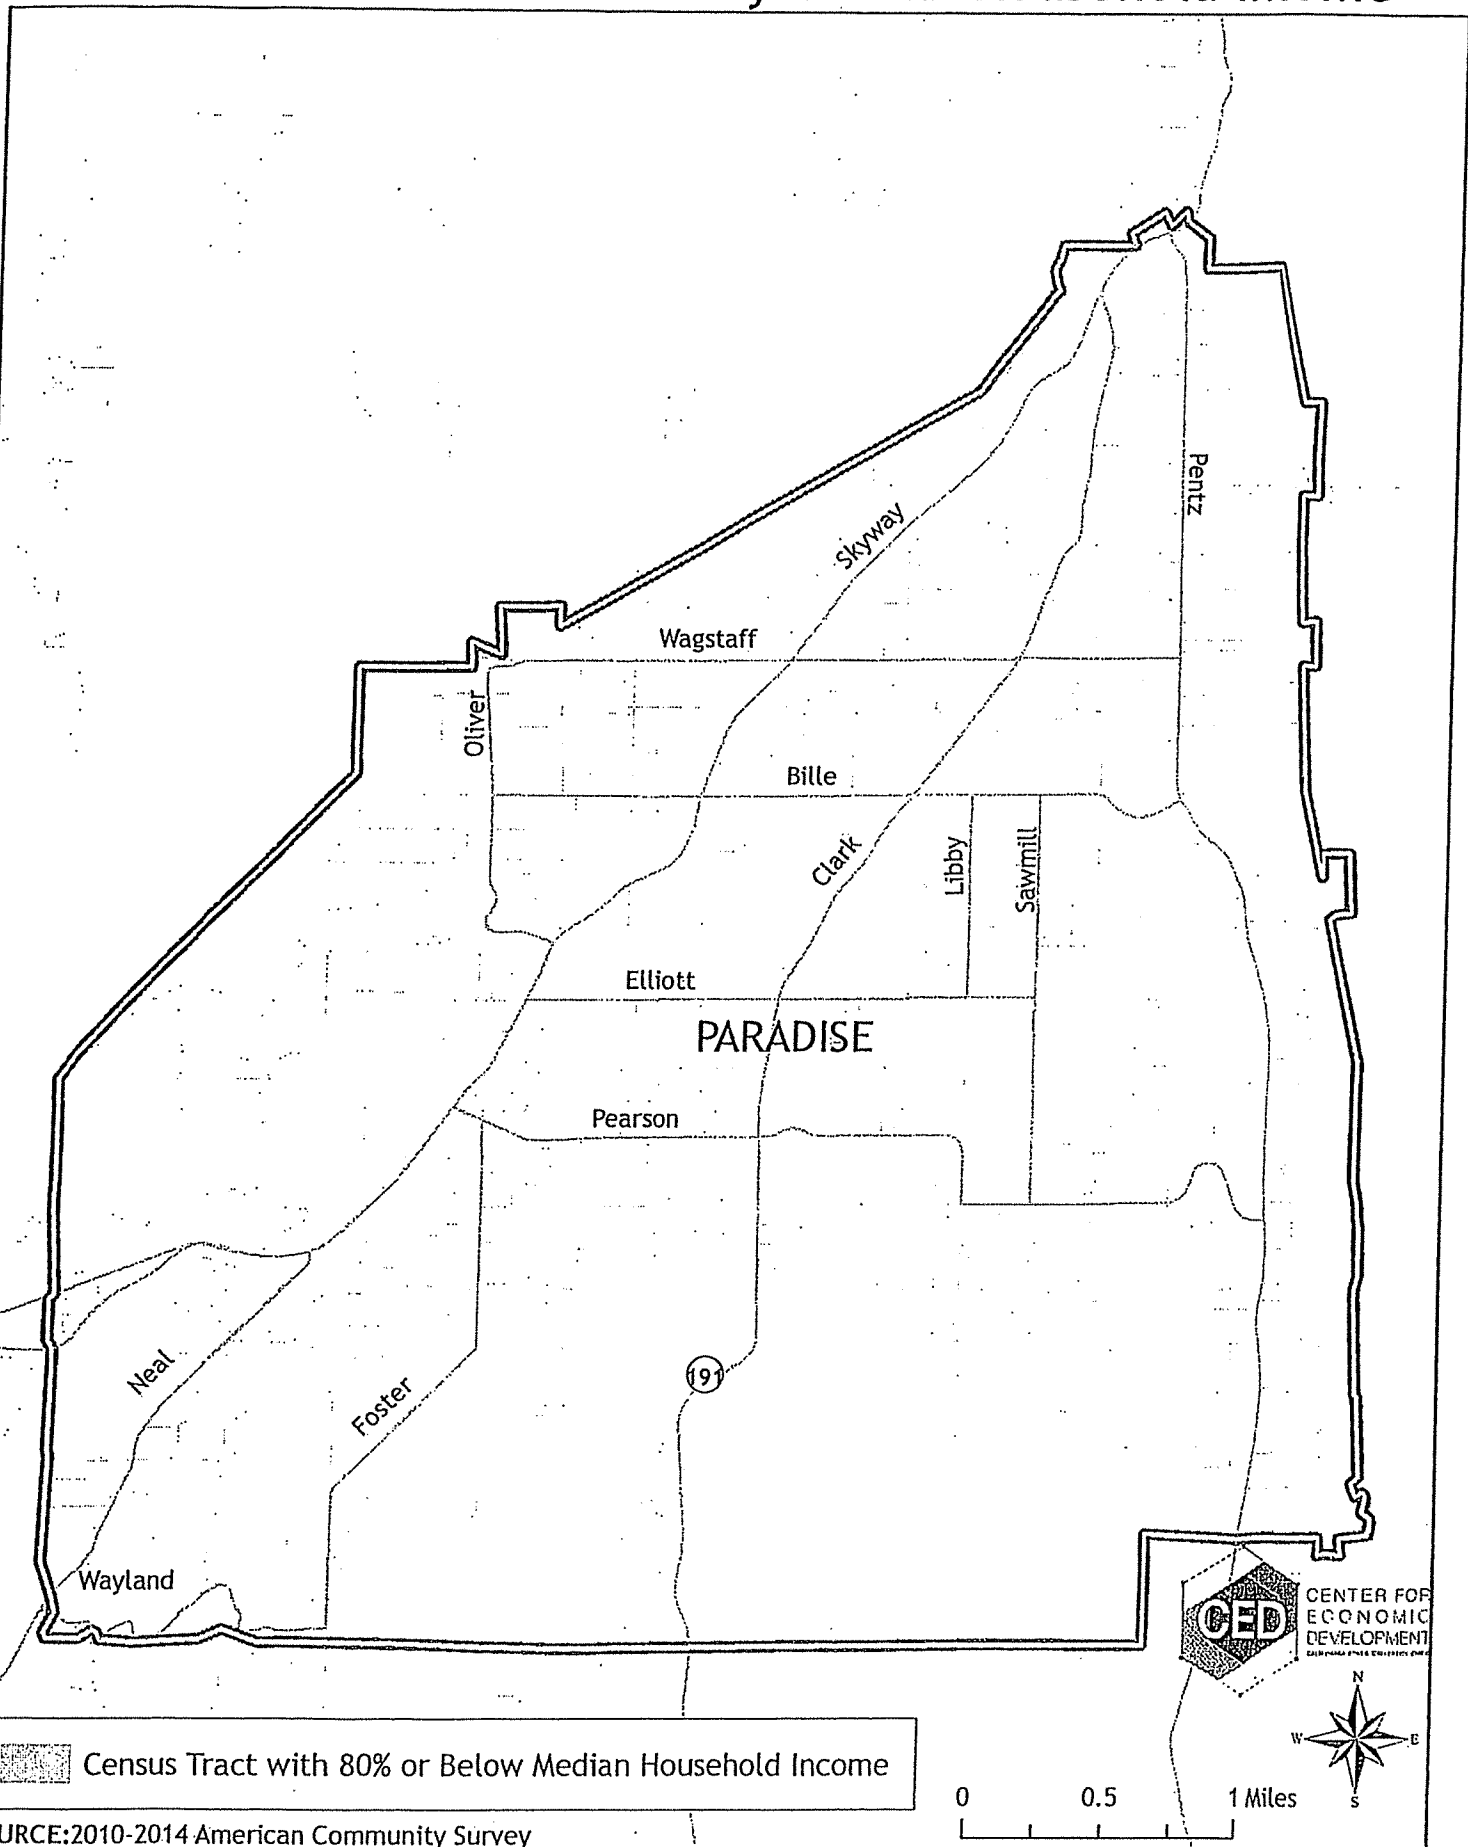 Pentz
Skyway
Wagstaff
Oliver
Bille
Clark
Libby
Sawmill
Elliott
PARADISE
Pearson
Neal
Foster
191
Wayland
CED
CENTER FOR
ECONOMIC
DEVELOPMENT
N
W E
S
Census Tract with 80% or Below Median Household Income
0 0.5 1 Miles
URCE:2010-2014 American Community Survey